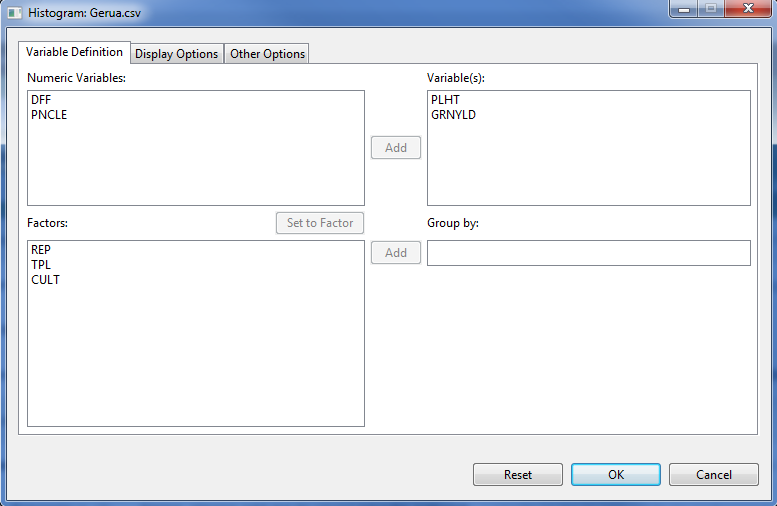 Histogram: Gerua.csv
Variable Definition Display Options Other Options
Numeric Variables:
DFF
PNCLE
Add
Variable(s):
PLHT
GRNYLD
Factors:
Set to Factor
REP
TPL
CULT
Add
Group by:
Reset OK Cancel